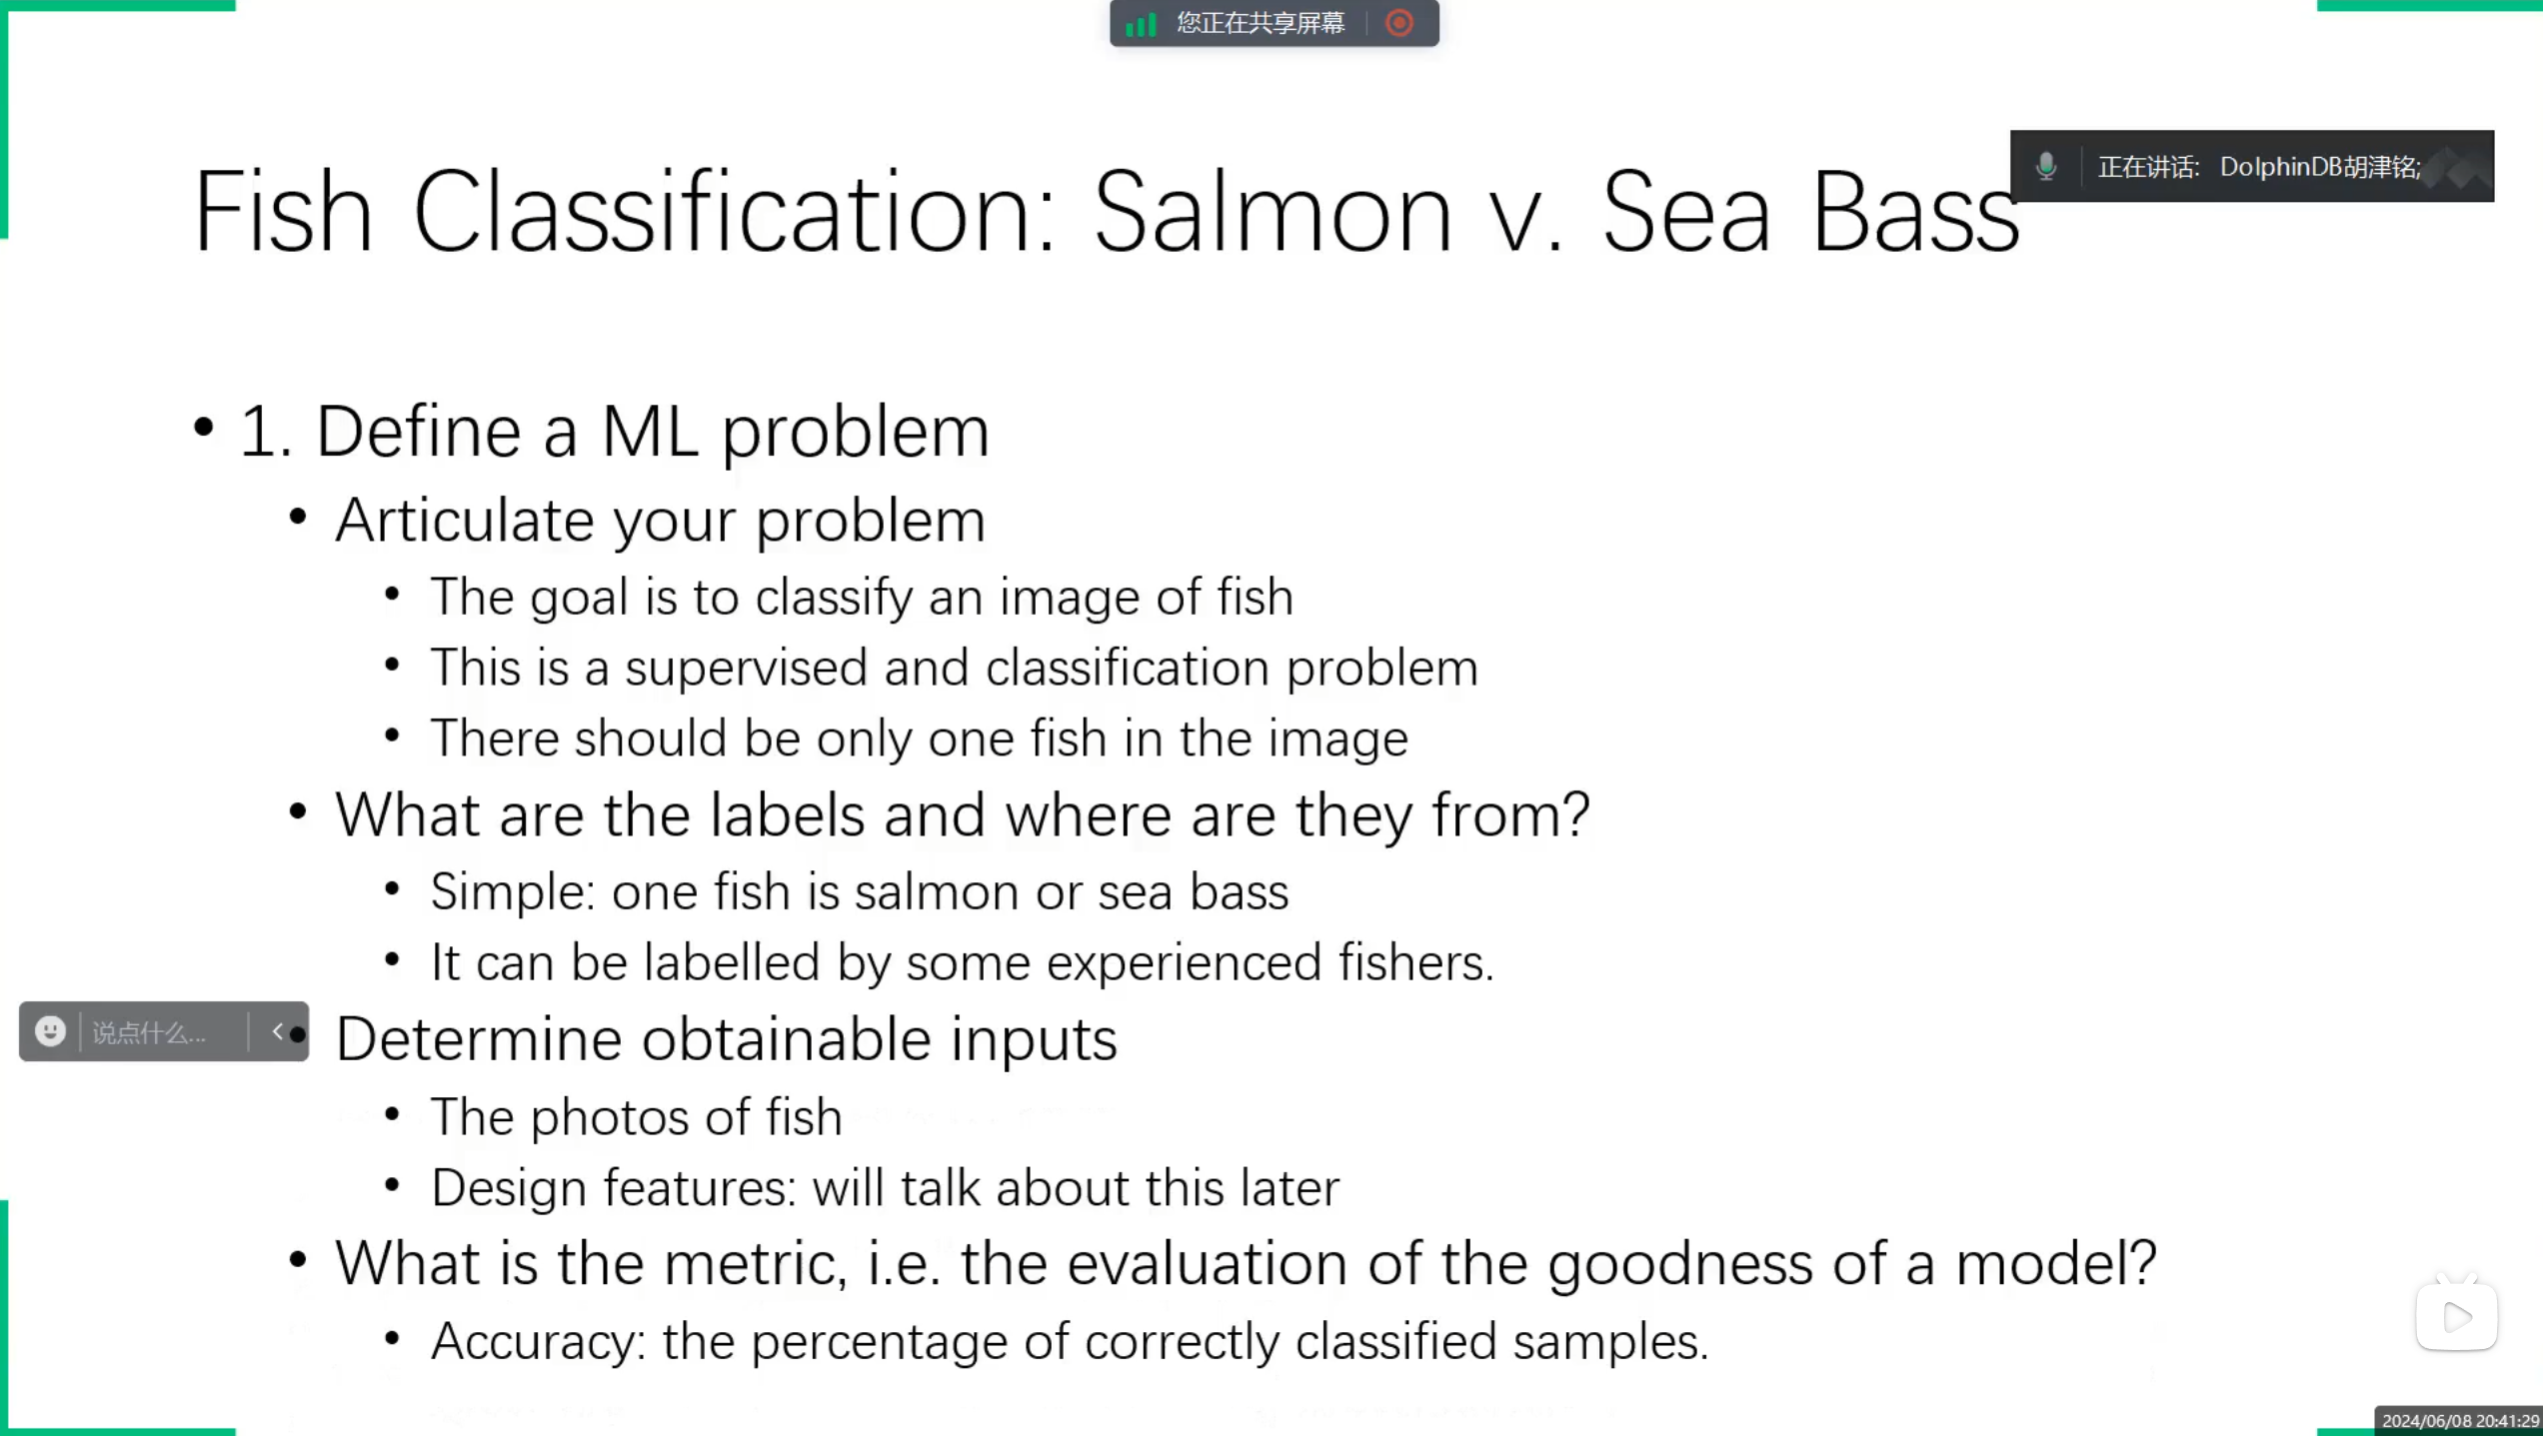 您正在共享屏幕
正在讲话: DolphinDB胡津铭;
Fish Classification: Salmon v. Sea Bass
• 1. Define a ML problem
• Articulate your problem
• The goal is to classify an image of fish
• This is a supervised and classification problem
• There should be only one fish in the image
• What are the labels and where are they from?
• Simple: one fish is salmon or sea bass
• It can be labelled by some experienced fishers.
说点什么...
• Determine obtainable inputs
• The photos of fish
• Design features: will talk about this later
• What is the metric, i.e. the evaluation of the goodness of a model?
• Accuracy: the percentage of correctly classified samples.
2024/06/08 20:41:29